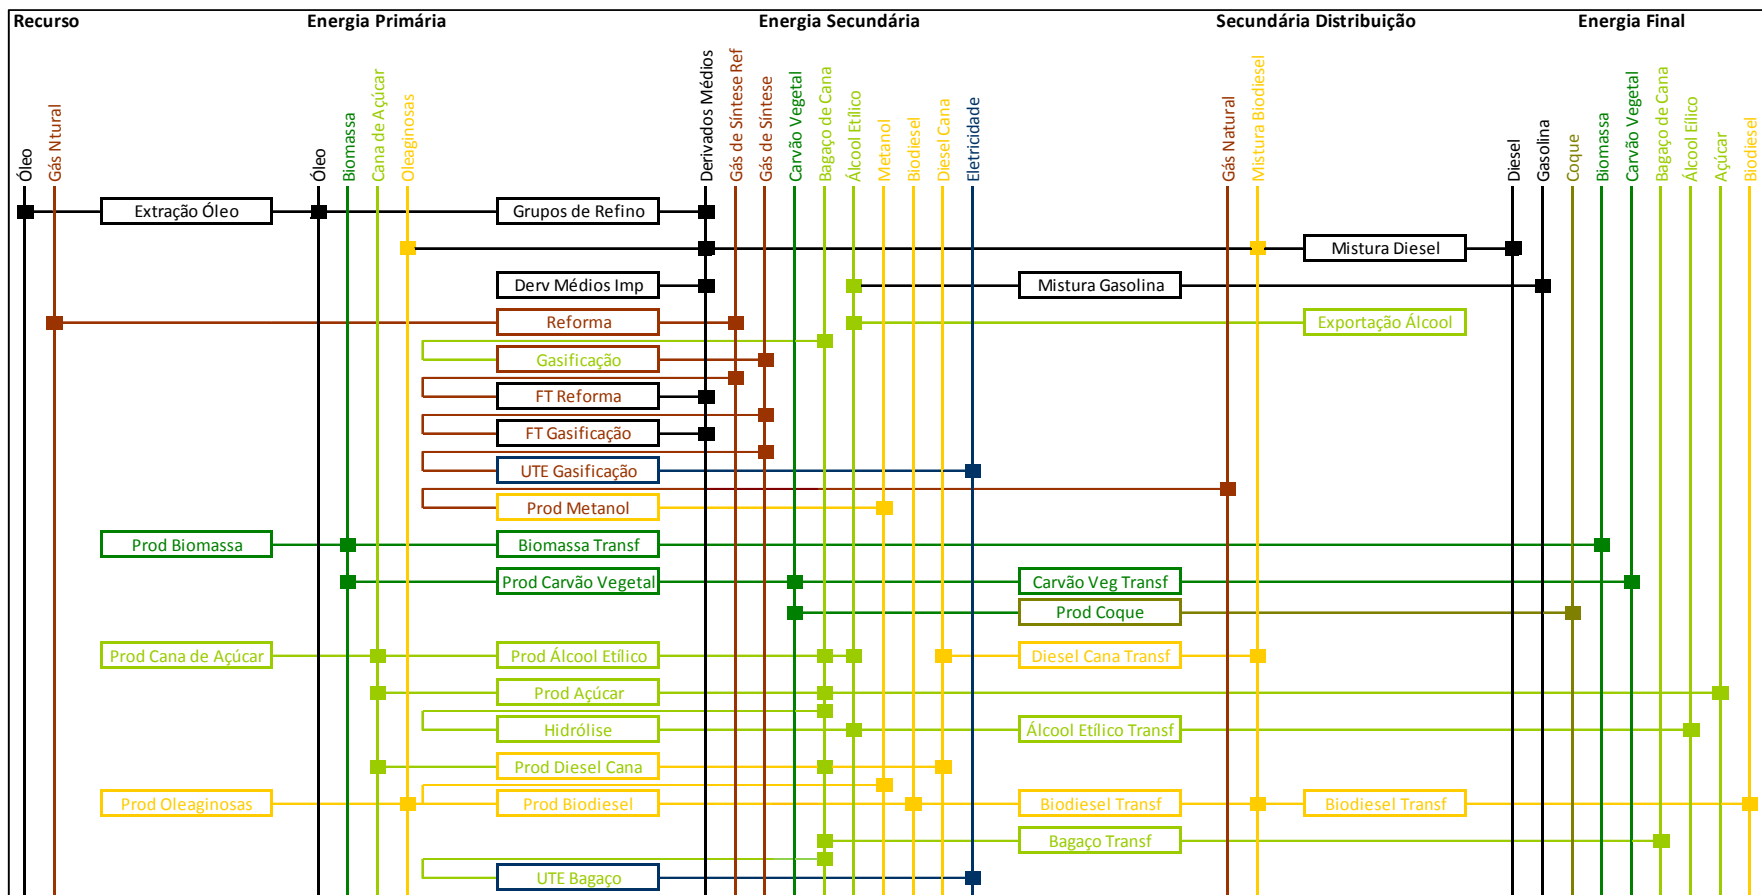 Recurso
Energia Primária
Energia Secundária
Secundária Distribuição
Energia Final
Óleo
Gás Ntural
Óleo
Biomassa
Cana de Açúcar
Oleaginosas
Derivados Médios
Gás de Síntese Ref
Gás de Síntese
Carvão Vegetal
Bagaço de Cana
Álcool Etílico
Metanol
Biodiesel
Diesel Cana
Eletricidade
Gás Natural
Mistura Biodiesel
Diesel
Gasolina
Coque
Biomassa
Carvão Vegetal
Bagaço de Cana
Álcool Eílico
Açúcar
Biodiesel
Extração Óleo
Grupos de Refino
Mistura Diesel
Derv Médios Imp
Mistura Gasolina
Reforma
Exportação Álcool
Gasificação
FT Reforma
FT Gasificação
UTE Gasificação
Prod Metanol
Prod Biomassa
Biomassa Transf
Prod Carvão Vegetal
Carvão Veg Transf
Prod Coque
Prod Cana de Açúcar
Prod Álcool Etílico
Diesel Cana Transf
Prod Açúcar
Hidrólise
Álcool Etílico Transf
Prod Diesel Cana
Prod Oleaginosas
Prod Biodiesel
Biodiesel Transf
Biodiesel Transf
Bagaço Transf
UTE Bagaço